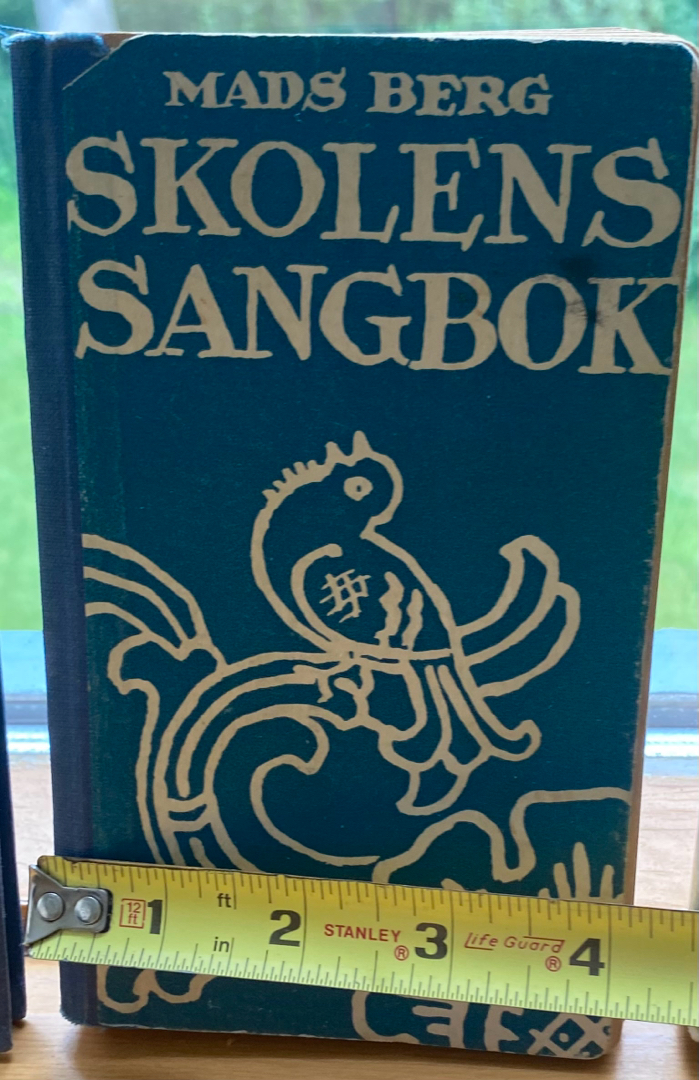 MADS BERG
SKOLENS
SANGBOK
12 ft 1 ft in 2 STANLEY® 3 Life Guard® 4